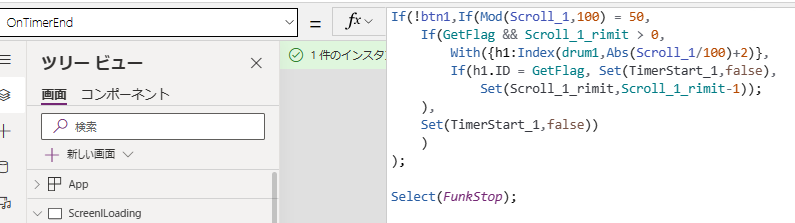 OnTimerEnd
=
fx
If(!btn1,If(Mod(Scroll_1,100) = 50,
If(GetFlag && Scroll_1_rimit > 0,
With({h1:Index(drum1,Abs(Scroll_1/100)+2)},
If(h1.ID = GetFlag, Set(TimerStart_1,false),
Set(Scroll_1_rimit,Scroll_1_rimit-1));
),
Set(TimerStart_1,false))
)
);
Select(FunkStop);
ツリー ビュー
1 件のインスタ
画面 コンポーネント
検索
新しい画面
App
ScreenILoading